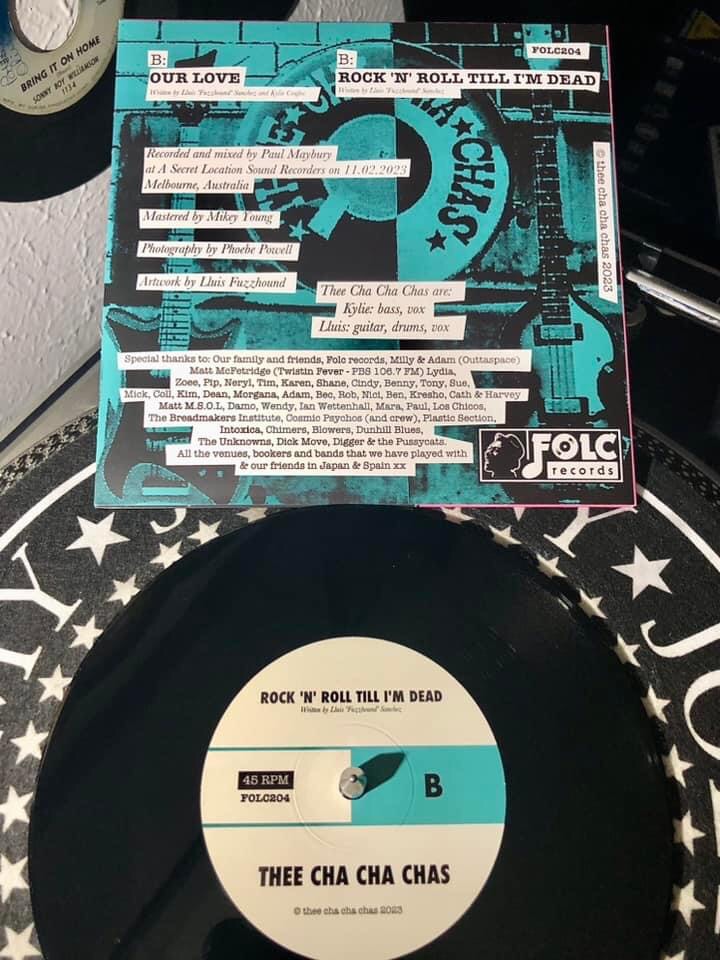 BRING IT ON HOME
SONNY BOY WILLIAMSON
113-4
FOLC204
B:
OUR LOVE
Written by Lluis "Fuzzhound" Sanchez and Kylie
B:
ROCK 'N' ROLL TILL I'M DEAD
Written by Lluis "Fuzzhound" Sanchez
CHAS
Recorded and mixed by Paul Maybury
at A Secret Location Sound Recorders on 11.02.2023
Melbourne, Australia
Mastered by Mikey Young
Photography by Phoebe Powell
Artwork by Lluis Fuzzhound
© thee cha cha chas 2023
Thee Cha Cha Chas are:
Kylie: bass, vox
Lluis: guitar, drums, vox
Special thanks to: Our family and friends, Folc records, Milly & Adam (Outtaspace)
Matt McFetridge (Twistin Fever - PBS 106.7 FM) Lydia,
Zoee, Pip, Neryl, Tim, Karen, Shane, Cindy, Benny, Tony, Sue,
Mick, Coll, Kim, Dean, Morgana, Adam, Bec, Rob, Nici, Ben, Kresho, Cath & Harvey
Matt M.S.O.L, Damo, Wendy, Ian Wettenhall, Mara, Paul, Los Chicos,
The Breadmakers Institute, Cosmic Psychos (and crew), Plastic Section,
Intoxica, Chimers, Blowers, Dunhill Blues,
The Unknowns, Dick Move, Digger & the Pussycats.
All the venues, bookers and bands that we have played with
& our friends in Japan & Spain xx
FOLC
records
ROCK 'N' ROLL TILL I'M DEAD
Written by Lluis "Fuzzhound" Sanchez
45 RPM
FOLC204
B
THEE CHA CHA CHAS
© thee cha cha chas 2023